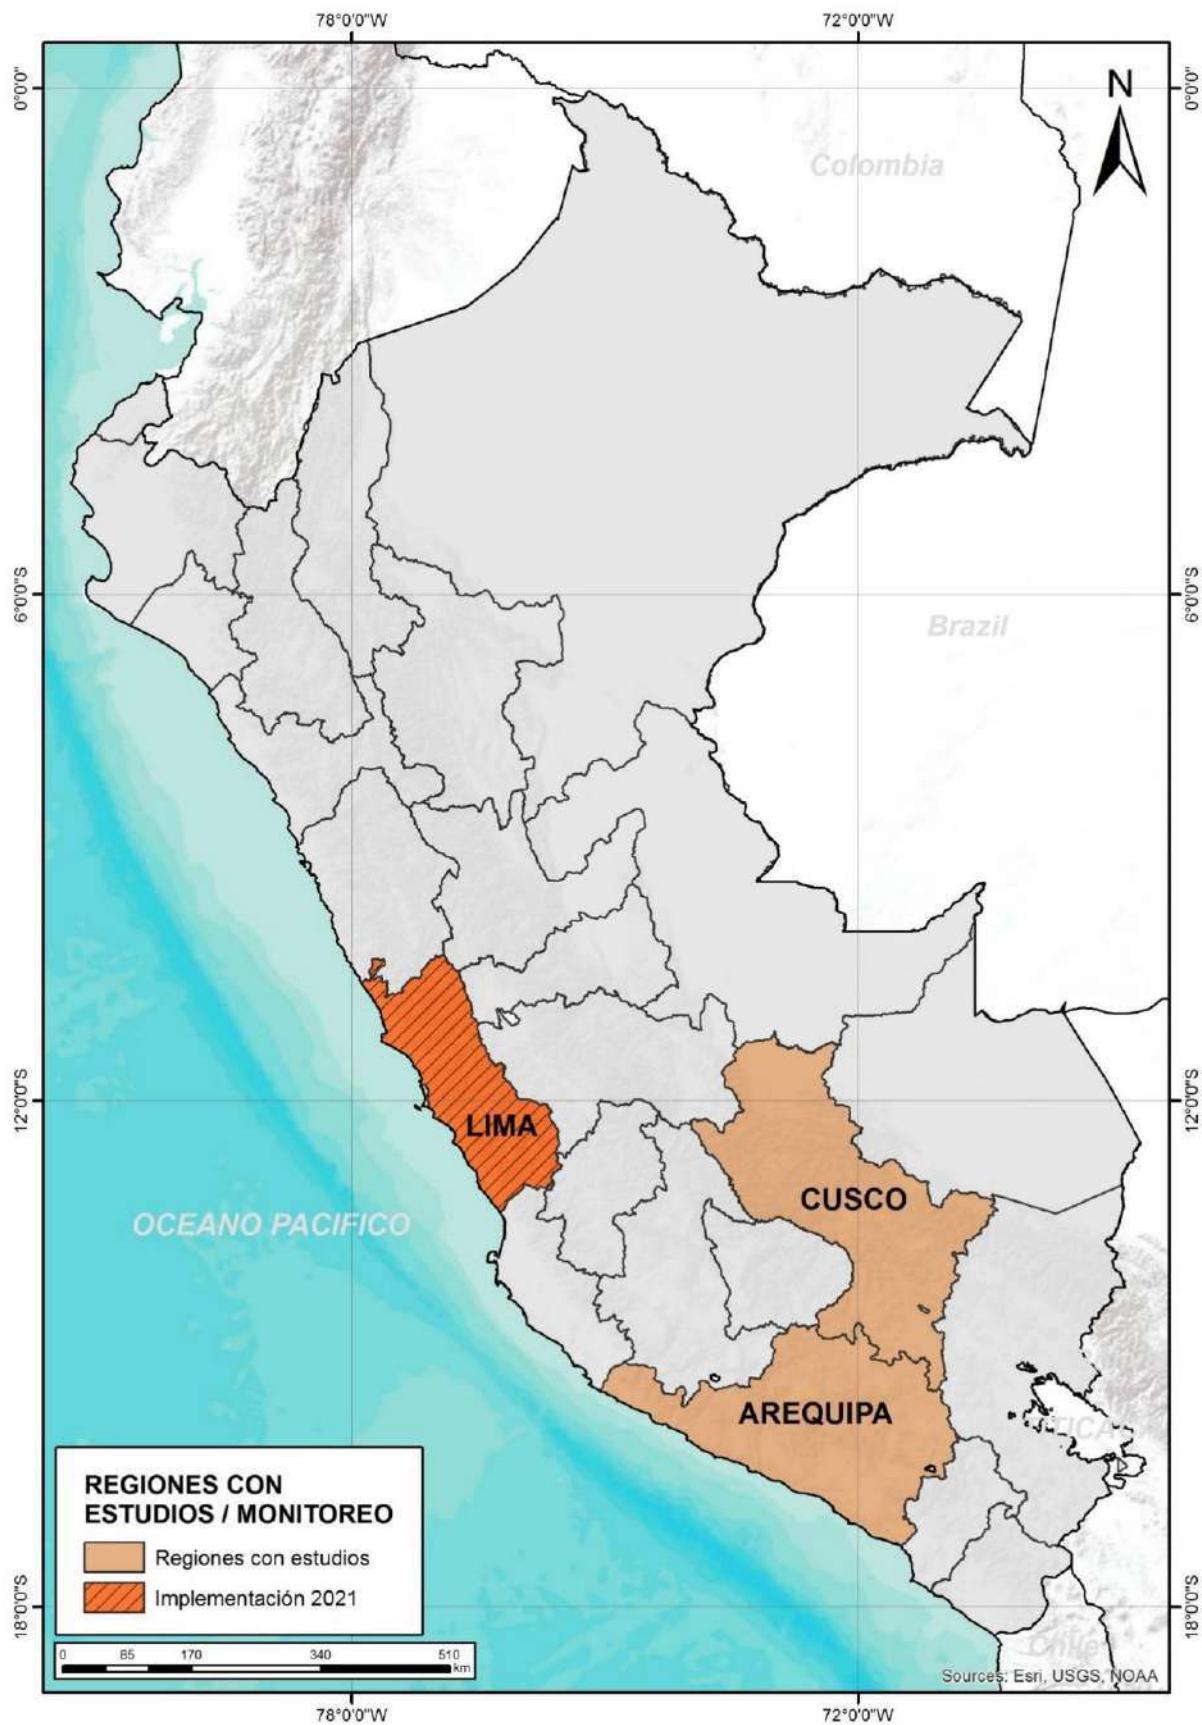 78°0'0"W
72°0'0"W
0°0'0"
0°0'0"
N
Colombia
6°0'0"S
6°0'0"S
Brazil
12°0'0"S
12°0'0"S
LIMA
CUSCO
OCEANO PACIFICO
AREQUIPA
REGIONES CON
ESTUDIOS / MONITOREO
Regiones con estudios
Implementación 2021
18°0'0"S
18°0'0"S
0 85 170 340 510
km
Chile
Sources: Esri, USGS, NOAA
78°0'0"W
72°0'0"W